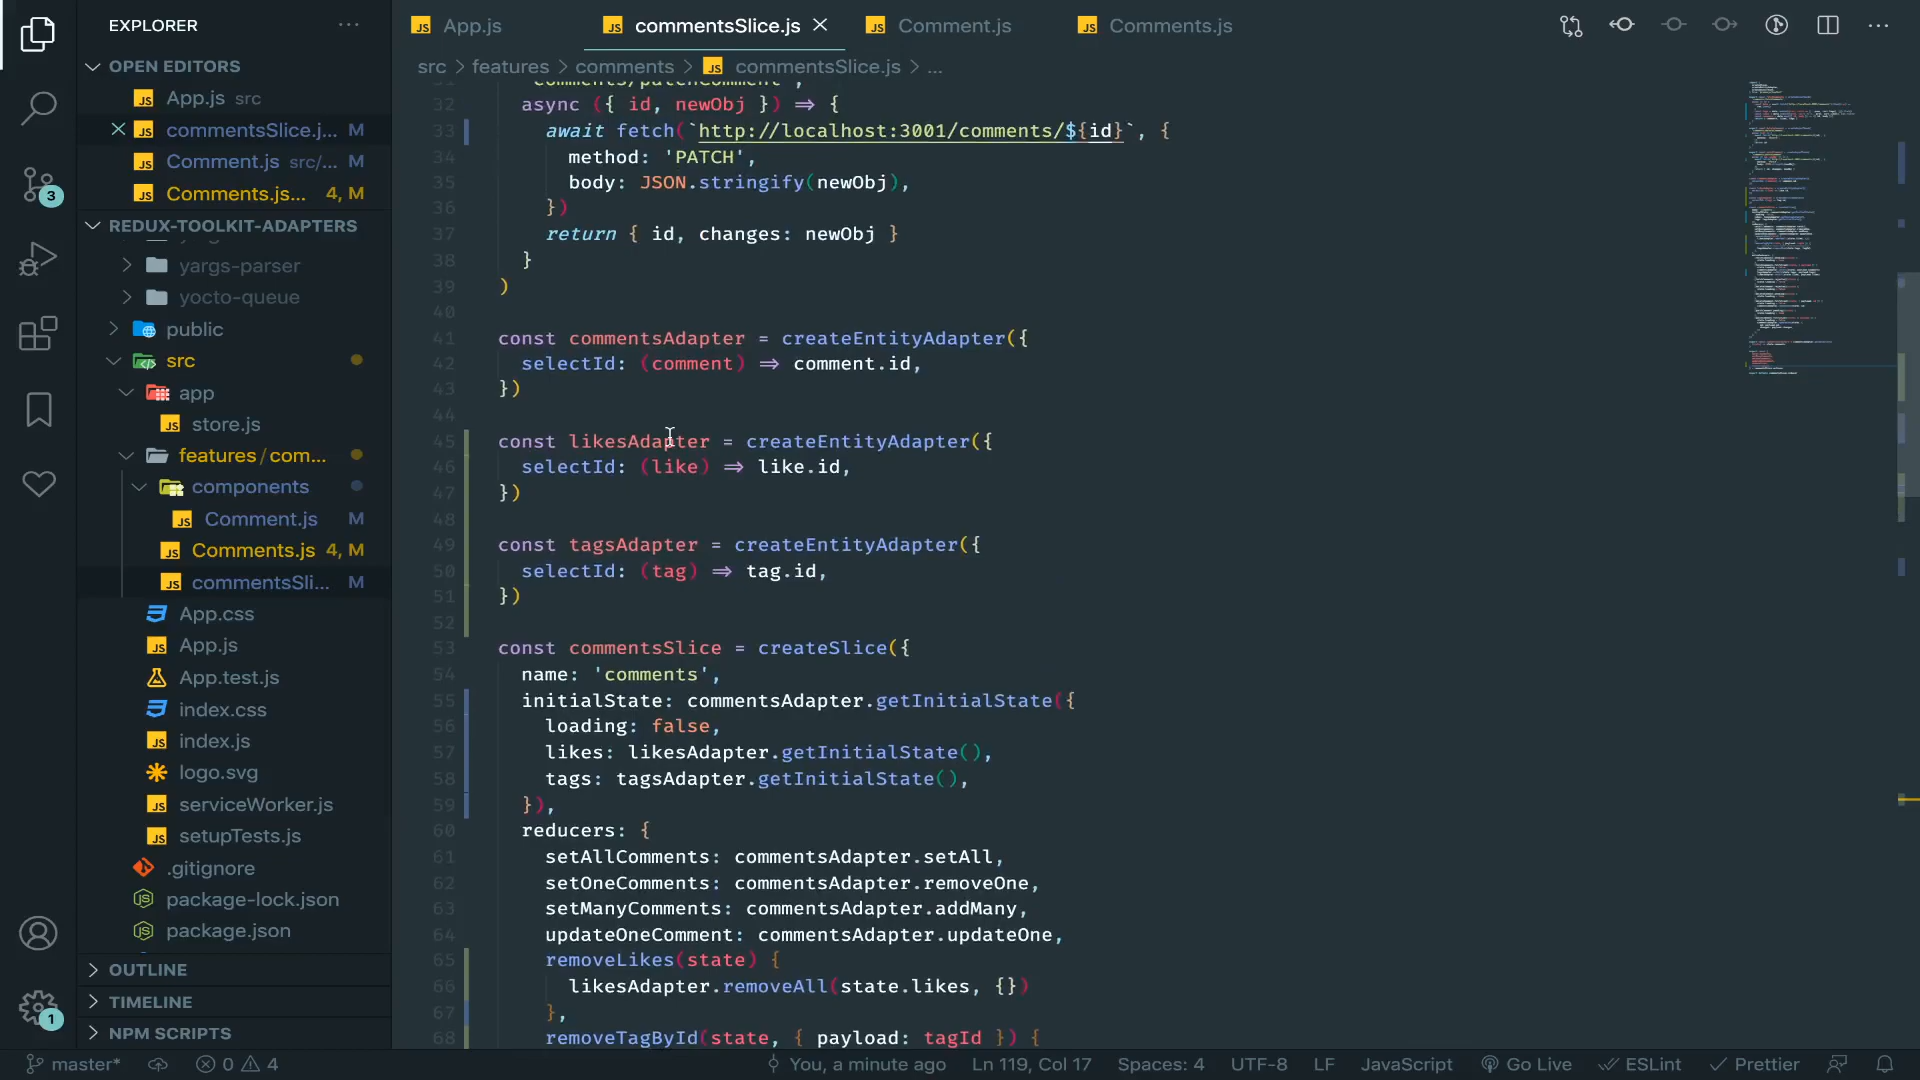 EXPLORER
App.js
commentsSlice.js
Comment.js
Comments.js
OPEN EDITORS
App.js src
commentsSlice.j... M
Comment.js src/... M
Comments.js... 4, M
REDUX-TOOLKIT-ADAPTERS
yargs-parser
yocto-queue
public
src
app
store.js
features / com...
components
Comment.js M
Comments.js 4, M
commentsSli... M
App.css
App.js
App.test.js
index.css
index.js
logo.svg
serviceWorker.js
setupTests.js
.gitignore
package-lock.json
package.json
OUTLINE
TIMELINE
NPM SCRIPTS
3
1
src > features > comments > commentsSlice.js > ...
31 'comments/patchComment',
32 async ({ id, newObj }) => {
33 await fetch(`http://localhost:3001/comments/${id}`, {
34 method: 'PATCH',
35 body: JSON.stringify(newObj),
36 })
37 return { id, changes: newObj }
38 }
39 )
40
41 const commentsAdapter = createEntityAdapter({
42 selectId: (comment) => comment.id,
43 })
44
45 const likesAdapter = createEntityAdapter({
46 selectId: (like) => like.id,
47 })
48
49 const tagsAdapter = createEntityAdapter({
50 selectId: (tag) => tag.id,
51 })
52
53 const commentsSlice = createSlice({
54 name: 'comments',
55 initialState: commentsAdapter.getInitialState({
56 loading: false,
57 likes: likesAdapter.getInitialState(),
58 tags: tagsAdapter.getInitialState(),
59 }),
60 reducers: {
61 setAllComments: commentsAdapter.setAll,
62 setOneComments: commentsAdapter.removeOne,
63 setManyComments: commentsAdapter.addMany,
64 updateOneComment: commentsAdapter.updateOne,
65 removeLikes(state) {
66 likesAdapter.removeAll(state.likes, {})
67 },
68 removeTagById(state, { payload: tagId }) {
master* 0 4 You, a minute ago Ln 119, Col 17 Spaces: 4 UTF-8 LF JavaScript Go Live ESLint Prettier